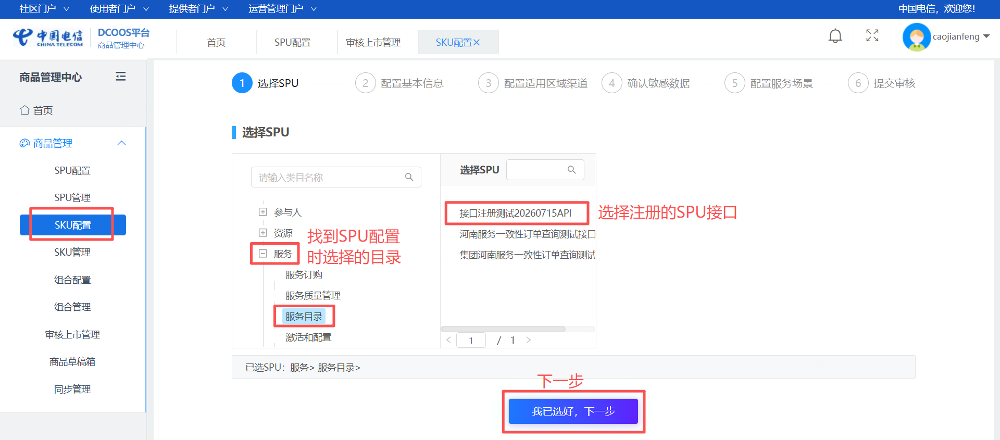 社区门户 使用者门户 提供者门户 运营管理门户 中国电信，欢迎您！
中国电信 CHINA TELECOM DCOOS平台 商品管理中心
首页 SPU配置 审核上市管理 SKU配置× caojianfeng
商品管理中心
首页
商品管理
SPU配置
SPU管理
SKU配置
SKU管理
组合配置
组合管理
审核上市管理
商品草稿箱
同步管理
1 选择SPU 2 配置基本信息 3 配置适用区域渠道 4 确认敏感数据 5 配置服务场景 6 提交审核
选择SPU
请输入类目名称
参与人
资源
服务
服务订购
服务质量管理
服务目录
激活和配置
找到SPU配置
时选择的目录
选择SPU
接口注册测试20260715API
河南服务一致性订单查询测试接口
集团河南服务一致性订单查询测试
选择注册的SPU接口
< 1 / 1 >
已选SPU：服务> 服务目录>
下一步
我已选好，下一步